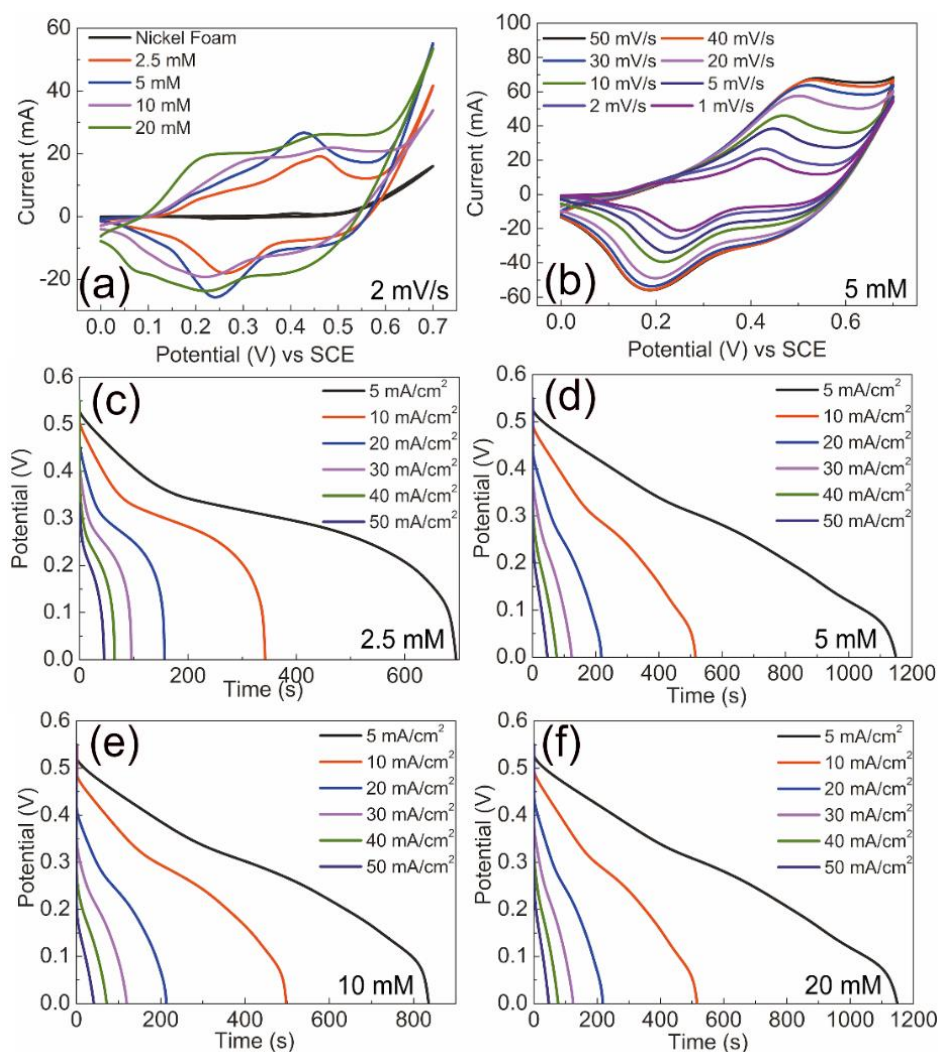 (a)
Nickel Foam
2.5 mM
5 mM
10 mM
20 mM
60
40
20
0
-20
Current (mA)
2 mV/s
0.0 0.1 0.2 0.3 0.4 0.5 0.6 0.7
Potential (V) vs SCE
(b)
50 mV/s 40 mV/s
30 mV/s 20 mV/s
10 mV/s 5 mV/s
2 mV/s 1 mV/s
100
80
60
40
20
0
-20
-40
-60
Current (mA)
5 mM
0.0 0.2 0.4 0.6
Potential (V) vs SCE
(c)
5 mA/cm²
10 mA/cm²
20 mA/cm²
30 mA/cm²
40 mA/cm²
50 mA/cm²
0.6
0.5
0.4
0.3
0.2
0.1
0.0
Potential (V)
2.5 mM
0 200 400 600
Time (s)
(d)
5 mA/cm²
10 mA/cm²
20 mA/cm²
30 mA/cm²
40 mA/cm²
50 mA/cm²
0.6
0.5
0.4
0.3
0.2
0.1
0.0
Potential (V)
5 mM
0 200 400 600 800 1000 1200
Time (s)
(e)
5 mA/cm²
10 mA/cm²
20 mA/cm²
30 mA/cm²
40 mA/cm²
50 mA/cm²
0.6
0.5
0.4
0.3
0.2
0.1
0.0
Potential (V)
10 mM
0 200 400 600 800
Time (s)
(f)
5 mA/cm²
10 mA/cm²
20 mA/cm²
30 mA/cm²
40 mA/cm²
50 mA/cm²
0.6
0.5
0.4
0.3
0.2
0.1
0.0
Potential (V)
20 mM
0 200 400 600 800 1000 1200
Time (s)